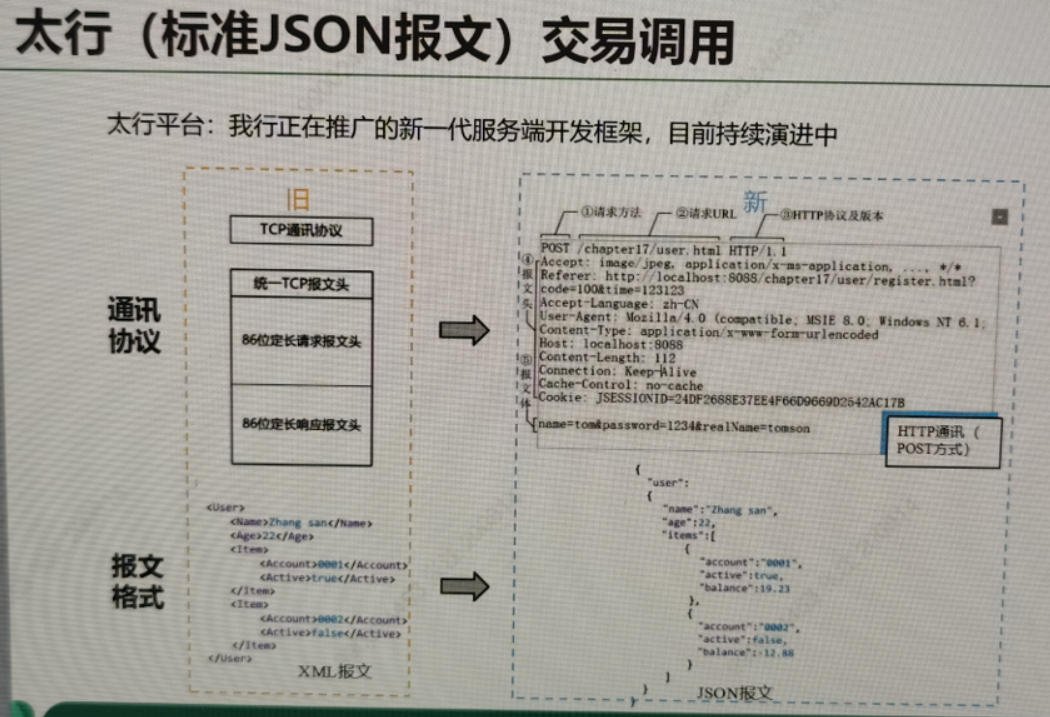 太行（标准JSON报文）交易调用
太行平台：我行正在推广的新一代服务端开发框架，目前持续演进中
通讯
协议
旧
TCP通讯协议
统一TCP报文头
86位定长请求报文头
86位定长响应报文头
新
①请求方法
②请求URL
③HTTP协议及版本
POST /chapter17/user.html HTTP/1.1
④报文头
Accept: image/jpeg, application/x-ms-application, ..., */*
Referer: http://localhost:8088/chapter17/user/register.html?
code=100&time=123123
Accept-Language: zh-CN
User-Agent: Mozilla/4.0 (compatible; MSIE 8.0; Windows NT 6.1;
Content-Type: application/x-www-form-urlencoded
Host: localhost:8088
Content-Length: 112
Connection: Keep-Alive
Cache-Control: no-cache
Cookie: JSESSIONID=24DF2688E37EE4F66D9669D2542AC17B
⑤报文体
name=tom&password=1234&realName=tomson
HTTP通讯（
POST方式）
报文
格式
<User>
<Name>Zhang san</Name>
<Age>22</Age>
<Item>
<Account>0001</Account>
<Active>true</Active>
</Item>
<Item>
<Account>0002</Account>
<Active>false</Active>
</Item>
</User>
XML报文
{
"user":
{
"name":"Zhang san",
"age":22,
"items":[
{
"account":"0001",
"active":true,
"balance":19.23
},
{
"account":"0002",
"active":false,
"balance":-12.88
}
]
}
}
JSON报文